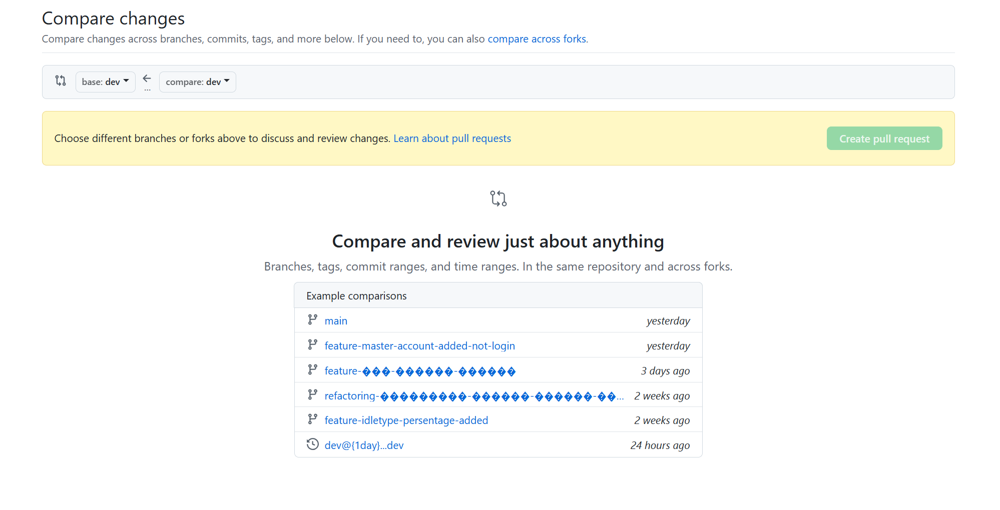 Compare changes
Compare changes across branches, commits, tags, and more below. If you need to, you can also compare across forks.
base: dev ← compare: dev
...
Choose different branches or forks above to discuss and review changes. Learn about pull requests Create pull request
Compare and review just about anything
Branches, tags, commit ranges, and time ranges. In the same repository and across forks.
Example comparisons
main yesterday
feature-master-account-added-not-login yesterday
feature-���-������-������ 3 days ago
refactoring-���������-������-������-��... 2 weeks ago
feature-idletype-persentage-added 2 weeks ago
dev@{1day}...dev 24 hours ago